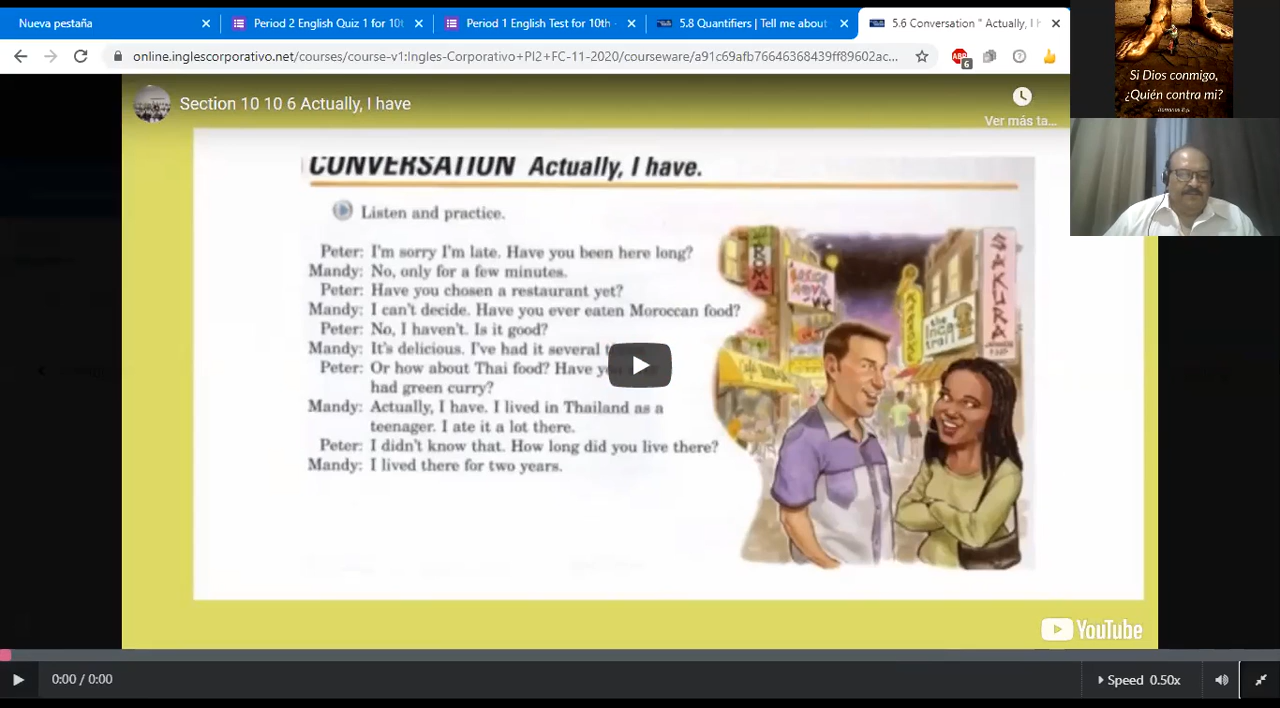 Nueva pestaña
Period 2 English Quiz 1 for 10t
Period 1 English Test for 10th
5.8 Quantifiers | Tell me about
5.6 Conversation " Actually, I h
online.inglescorporativo.net/courses/course-v1:Ingles-Corporativo+PI2+FC-11-2020/courseware/a91c69afb76646368439ff89602ac...
6
Si Dios conmigo,
¿Quién contra mi?
Section 10 10 6 Actually, I have
Ver más ta...
CONVERSATION Actually, I have.
Listen and practice.
Peter: I'm sorry I'm late. Have you been here long?
Mandy: No, only for a few minutes.
Peter: Have you chosen a restaurant yet?
Mandy: I can't decide. Have you ever eaten Moroccan food?
Peter: No, I haven't. Is it good?
Mandy: It's delicious. I've had it several
Peter: Or how about Thai food? Have
had green curry?
Mandy: Actually, I have. I lived in Thailand as a
teenager. I ate it a lot there.
Peter: I didn't know that. How long did you live there?
Mandy: I lived there for two years.
ROMA
SAKURA
the
Inca
trail
YouTube
0:00 / 0:00
Speed 0.50x